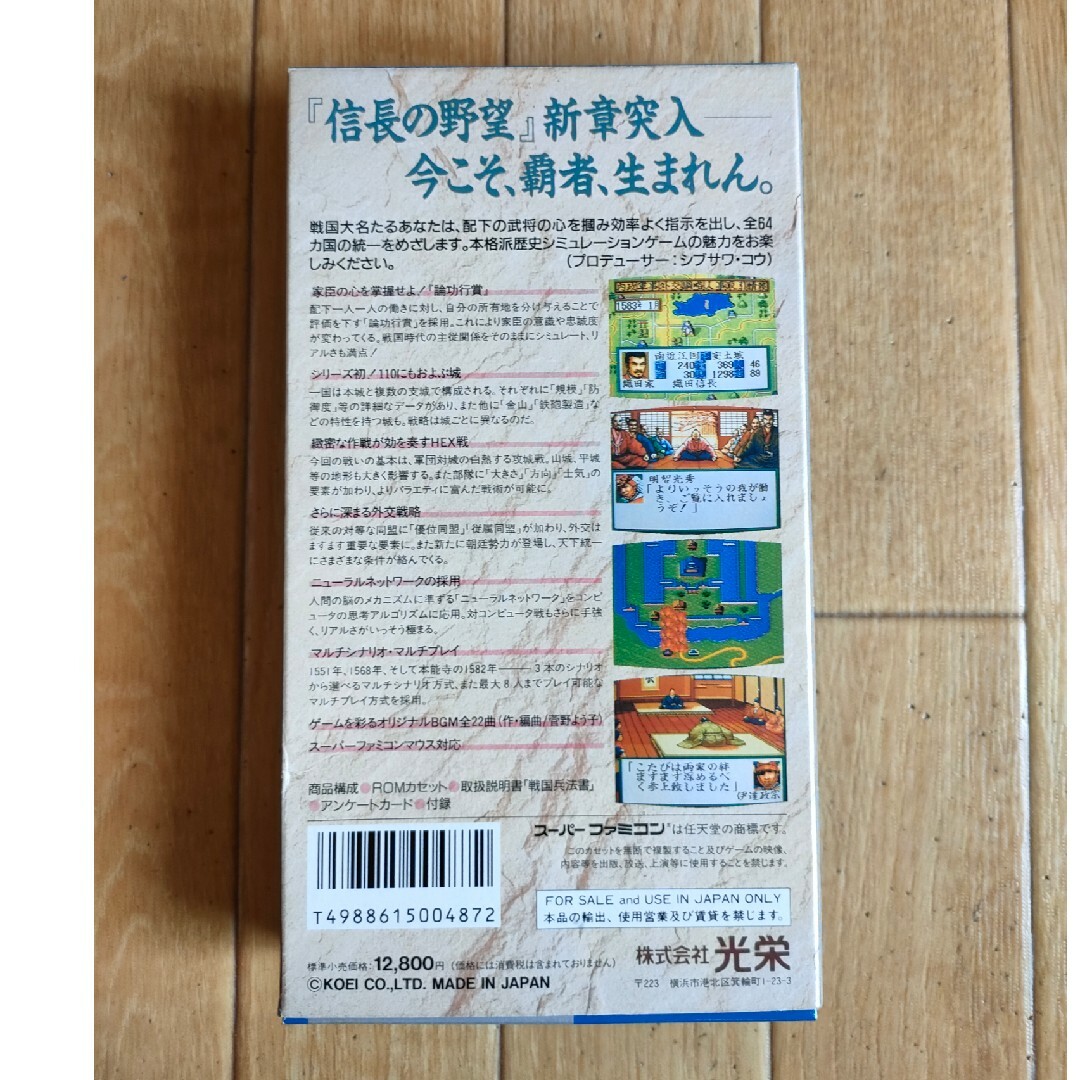 『信長の野望』新章突入――
今こそ、覇者、生まれん。
戦国大名たるあなたは、配下の武将の心を掴み効率よく指示を出し、全64
カ国の統一をめざします。本格派歴史シミュレーションゲームの魅力をお楽
しみください。 (プロデューサー：シブサワ・コウ)
家臣の心を掌握せよ！「論功行賞」
配下一人一人の働きに対し、自分の所有地を分け与えることで
評価を下す「論功行賞」を採用。これにより家臣の意識や忠誠度
が変わってくる。戦国時代の主従関係をそのままにシミュレート、リ
アルさも満点！
シリーズ初！110にもおよぶ城
一国は本城と複数の支城で構成される。それぞれに「規模」「防
御度」等の詳細なデータがあり、また他に「金山」「鉄砲製造」な
どの特性を持つ城も。戦略は城ごとに異なるのだ。
緻密な作戦が効を奏すHEX戦
今回の戦いの基本は、軍団対城の白熱する攻城戦。山城、平城
等の地形も大きく影響する。また部隊に「大きさ」「方向」「士気」の
要素が加わり、よりバラエティに富んだ戦術が可能に。
さらに深まる外交戦略
従来の対等な同盟に「優位同盟」「従属同盟」が加わり、外交は
ますます重要な要素に。また新たに朝廷勢力が登場し、天下統一
にさまざまな条件が絡んでくる。
ニューラルネットワークの採用
人間の脳のメカニズムに準ずる「ニューラルネットワーク」をコンピ
ュータの思考アルゴリズムに応用。対コンピュータ戦もさらに手強
く、リアルさがいっそう極まる。
マルチシナリオ・マルチプレイ
1551年、1568年、そして本能寺の1582年――3本のシナリオ
から選べるマルチシナリオ方式、また最大8人までプレイ可能な
マルチプレイ方式を採用。
ゲームを彩るオリジナルBGM全22曲(作・編曲/菅野よう子)
スーパーファミコンマウス対応
1583年 1月
南近江国 安土城
240 369 46
30 1298 89
織田家 織田信長
明智光秀
「よりいっそうの我が働
き、ご覧に入れましょ
うぞ！」
「こたびは両家の絆
ますます深めるべ
く参上致しました」
伊達政宗
商品構成●ROMカセット●取扱説明書「戦国兵法書」
●アンケートカード●付録
T4988615004872
スーパーファミコン®は任天堂の商標です。
このカセットを無断で複製すること及びゲームの映像、
内容等を出版、放送、上演等に使用することを禁じます。
FOR SALE and USE IN JAPAN ONLY
本品の輸出、使用営業及び賃貸を禁じます。
標準小売価格：12,800円 (価格には消費税は含まれておりません)
©KOEI CO.,LTD. MADE IN JAPAN
株式会社 光栄
〒223 横浜市港北区箕輪町1-23-3